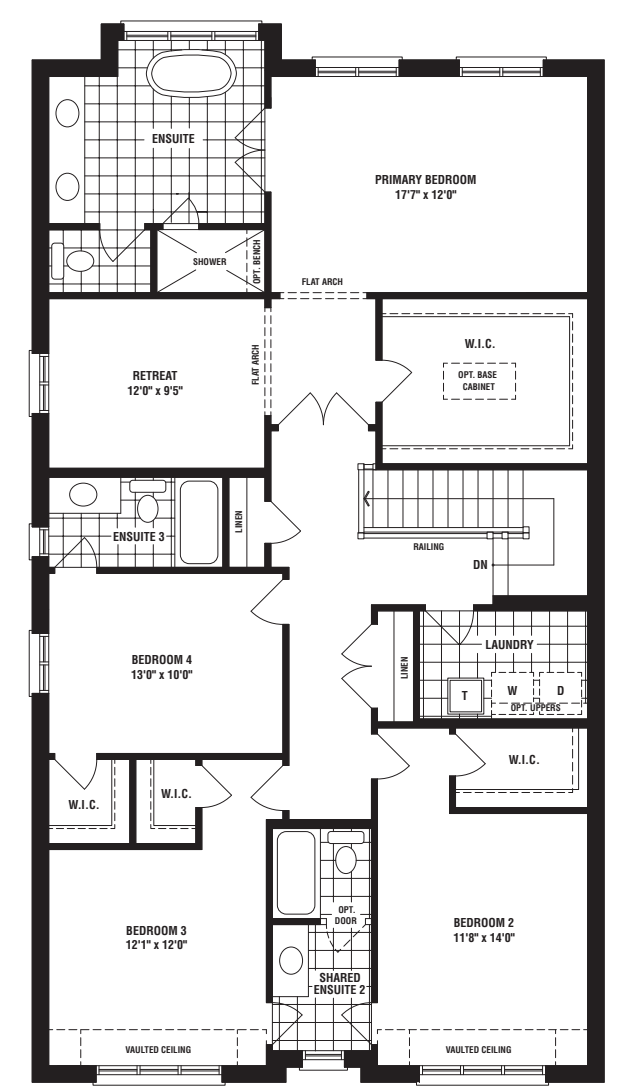 ENSUITE
PRIMARY BEDROOM
17'7" x 12'0"
SHOWER
OPT. BENCH
FLAT ARCH
RETREAT
12'0" x 9'5"
FLAT ARCH
W.I.C.
OPT. BASE
CABINET
ENSUITE 3
LINEN
RAILING
DN
BEDROOM 4
13'0" x 10'0"
LINEN
LAUNDRY
T
W
D
OPT. UPPERS
W.I.C.
W.I.C.
W.I.C.
BEDROOM 3
12'1" x 12'0"
OPT.
DOOR
BEDROOM 2
11'8" x 14'0"
SHARED
ENSUITE 2
VAULTED CEILING
VAULTED CEILING